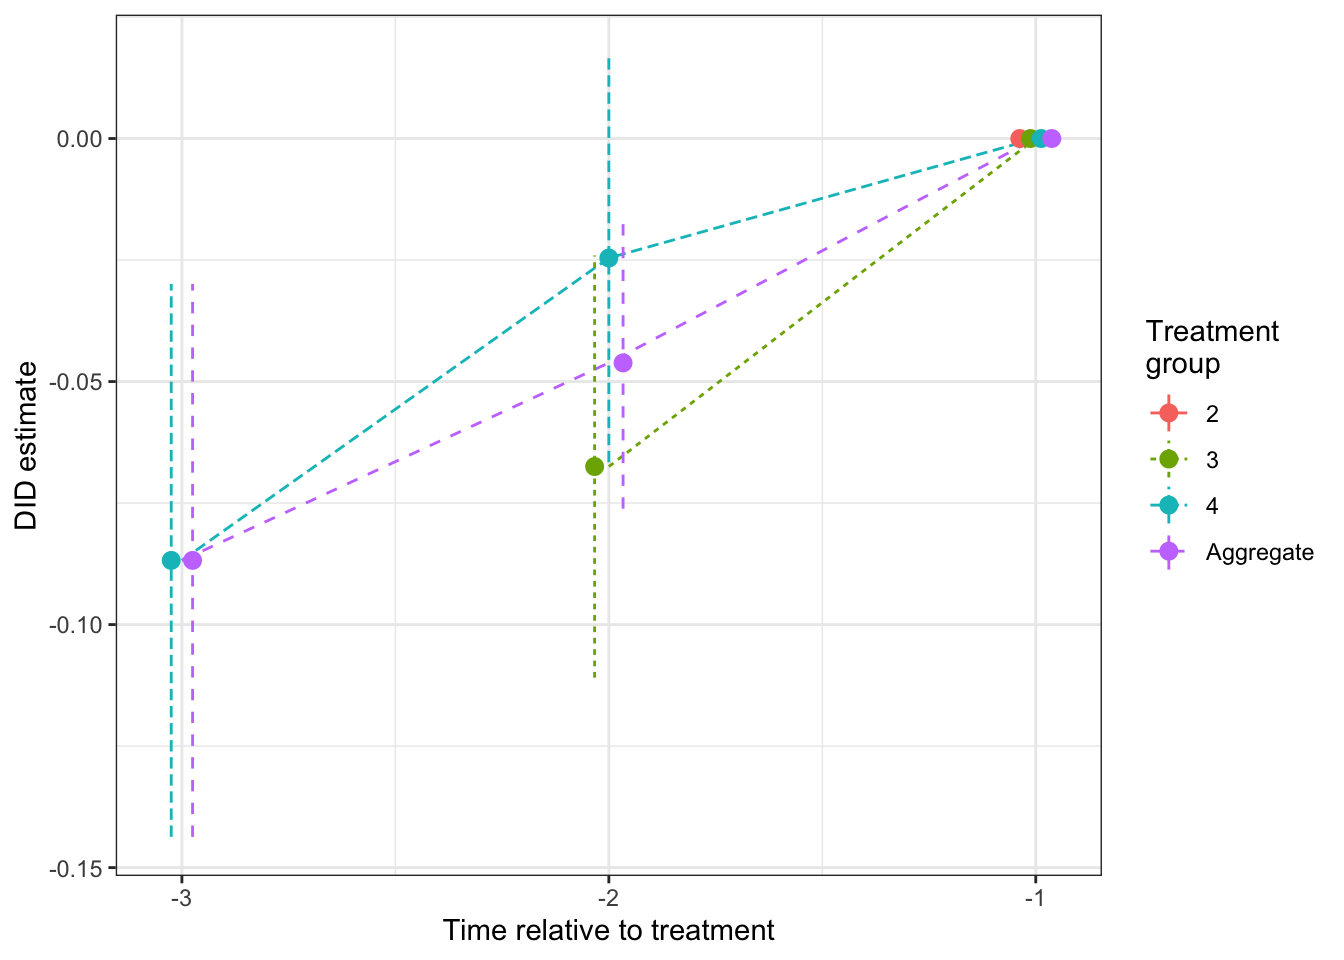 0.00
-0.05
-0.10
-0.15
DID estimate
-3
-2
-1
Time relative to treatment
Treatment
group
2
3
4
Aggregate